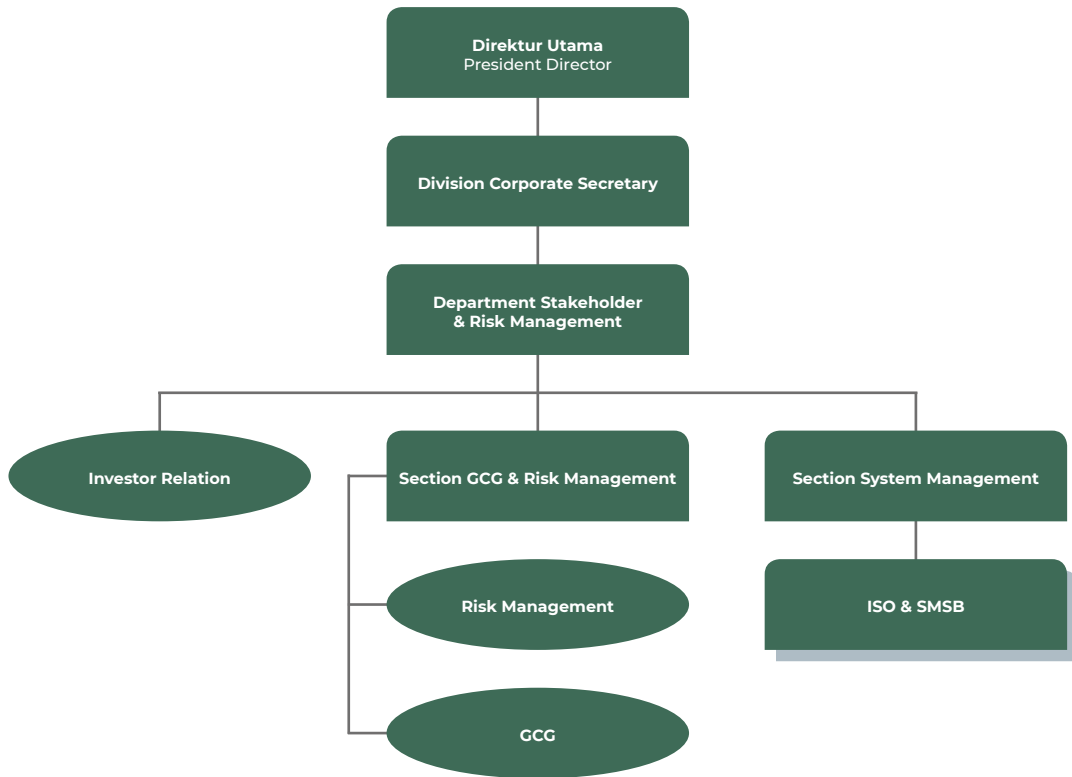 Direktur Utama
President Director
Division Corporate Secretary
Department Stakeholder
& Risk Management
Investor Relation
Section GCG & Risk Management
Section System Management
Risk Management
ISO & SMSB
GCG